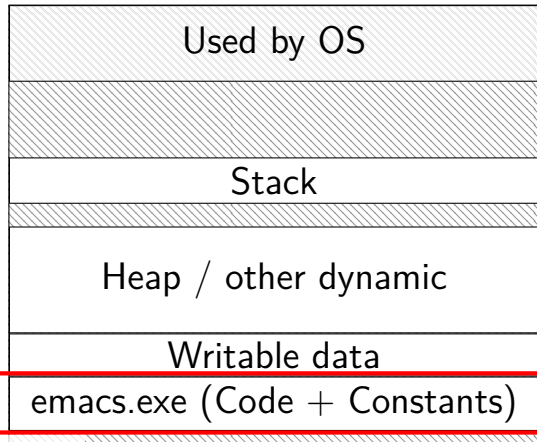 Used by OS
Stack
Heap / other dynamic
Writable data
emacs.exe (Code + Constants)